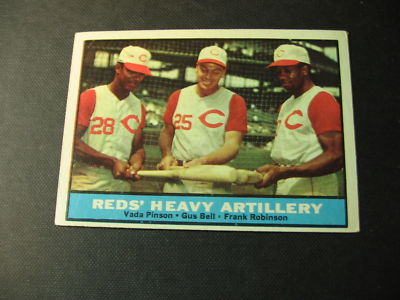 C C C
28 C 25 C C
REDS' HEAVY ARTILLERY
Vada Pinson • Gus Bell • Frank Robinson